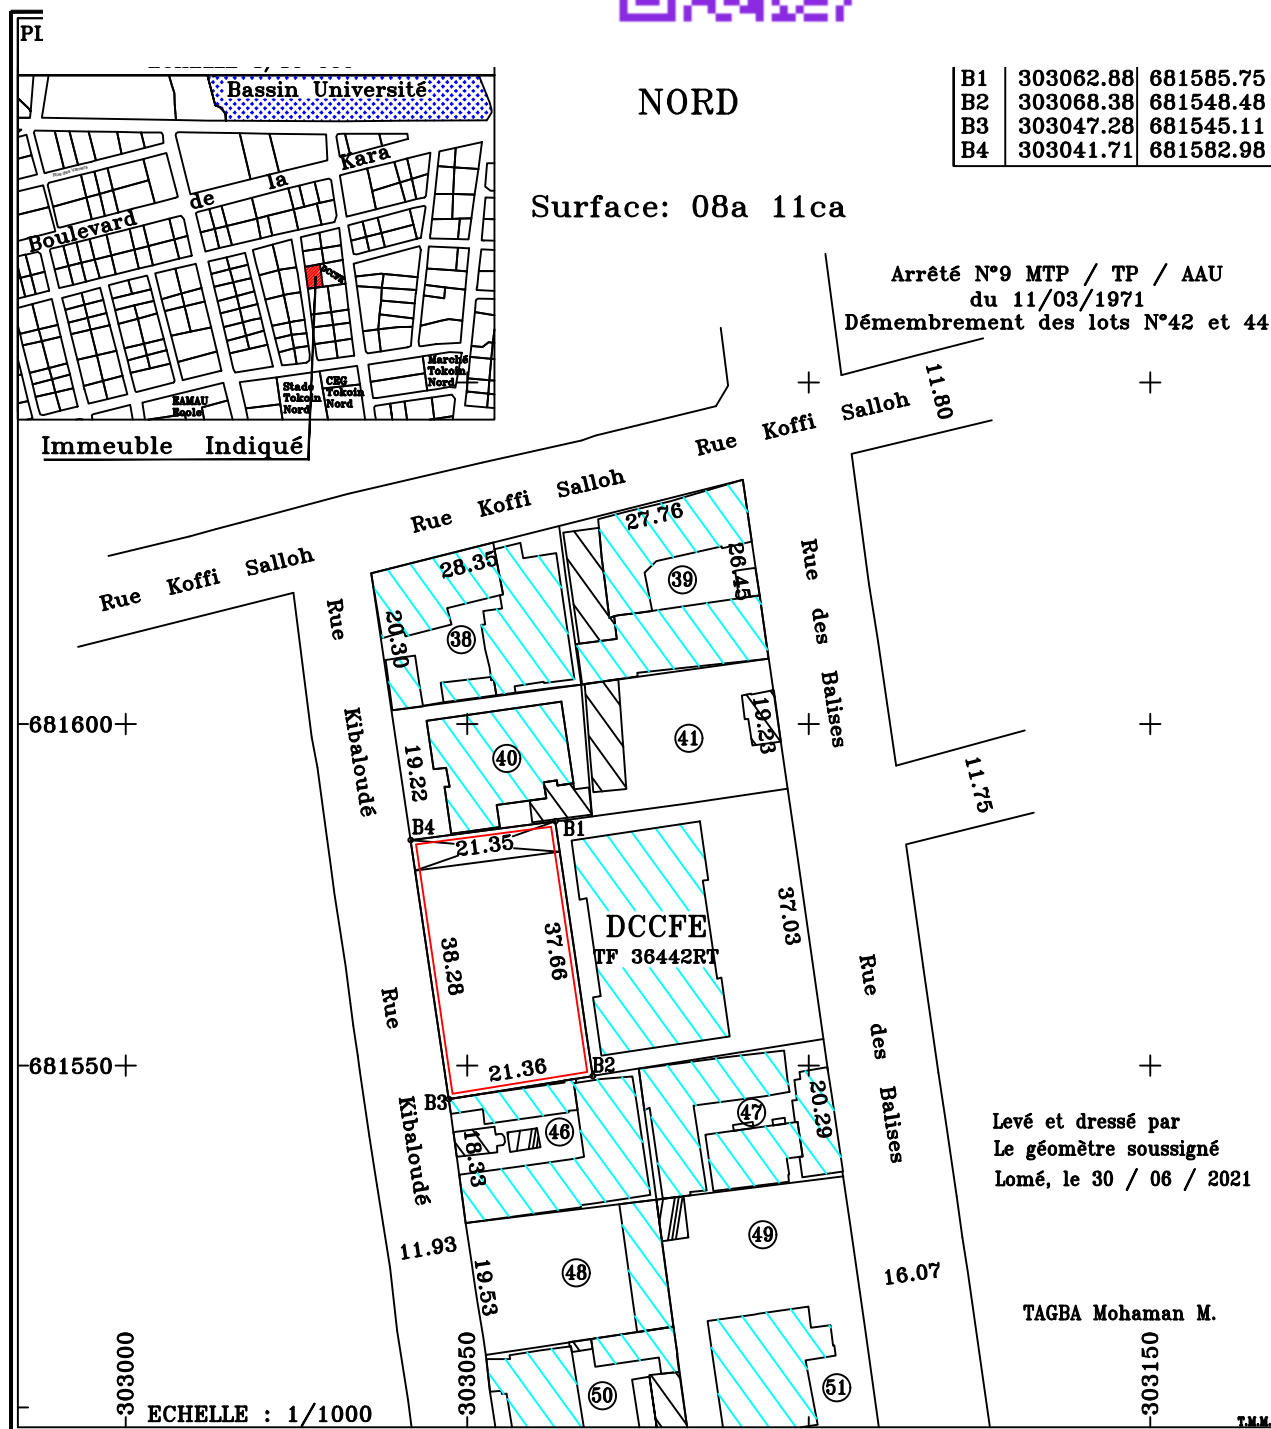 PL
Bassin Université
Boulevard de la Kara
DCCFE
EAMAU
Ecole
Stade
Tokoin
Nord
CEG
Tokoin
Nord
Marché
Tokoin
Nord
Immeuble Indiqué
NORD
B1 303062.88 681585.75
B2 303068.38 681548.48
B3 303047.28 681545.11
B4 303041.71 681582.98
Surface: 08a 11ca
Arrêté N°9 MTP / TP / AAU
du 11/03/1971
Démembrement des lots N°42 et 44
11.80
Rue Koffi Salloh
Rue Koffi Salloh
Rue Koffi Salloh
27.76
28.35
26.45
39
20.30
38
Rue Kibaloudé
Rue des Balises
681600
19.22
40
41
19.23
11.75
B4
B1
21.35
38.28
37.66
DCCFE
TF 36442RT
37.03
681550
21.36
B2
B3
Rue Kibaloudé
Rue des Balises
46
18.33
47
20.29
Levé et dressé par
Le géomètre soussigné
Lomé, le 30 / 06 / 2021
11.93
19.53
48
49
16.07
TAGBA Mohaman M.
50
51
303000
303050
303150
ECHELLE : 1/1000
T.M.M.